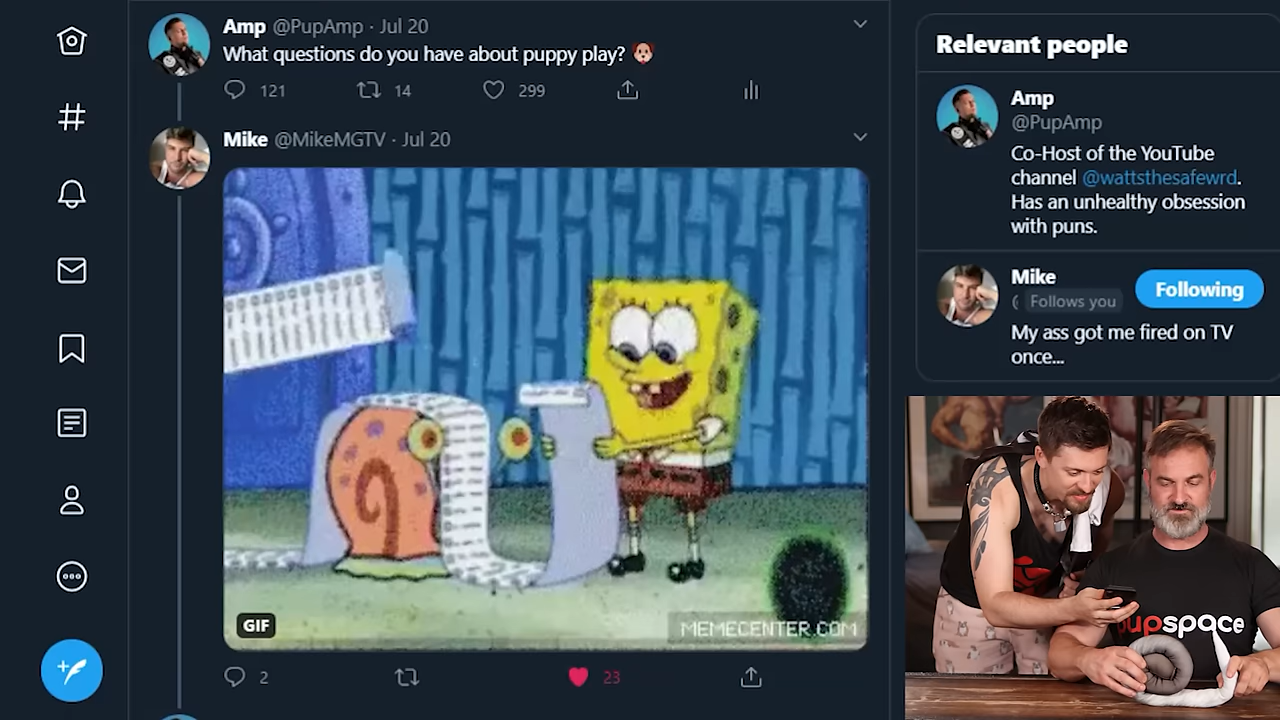 Amp @PupAmp · Jul 20
What questions do you have about puppy play?
121 14 299
Mike @MikeMGTV · Jul 20
GIF
MEMECENTER.COM
2 23
Relevant people
Amp
@PupAmp
Co-Host of the YouTube
channel @wattsthesafewrd.
Has an unhealthy obsession
with puns.
Mike
( Follows you
Following
My ass got me fired on TV
once...
pupspace